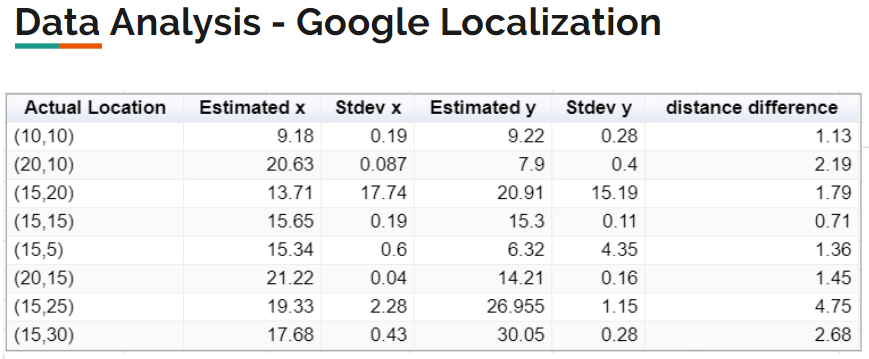 Data Analysis - Google Localization
Actual Location Estimated x Stdev x Estimated y Stdev y distance difference
(10,10) 9.18 0.19 9.22 0.28 1.13
(20,10) 20.63 0.087 7.9 0.4 2.19
(15,20) 13.71 17.74 20.91 15.19 1.79
(15,15) 15.65 0.19 15.3 0.11 0.71
(15,5) 15.34 0.6 6.32 4.35 1.36
(20,15) 21.22 0.04 14.21 0.16 1.45
(15,25) 19.33 2.28 26.955 1.15 4.75
(15,30) 17.68 0.43 30.05 0.28 2.68